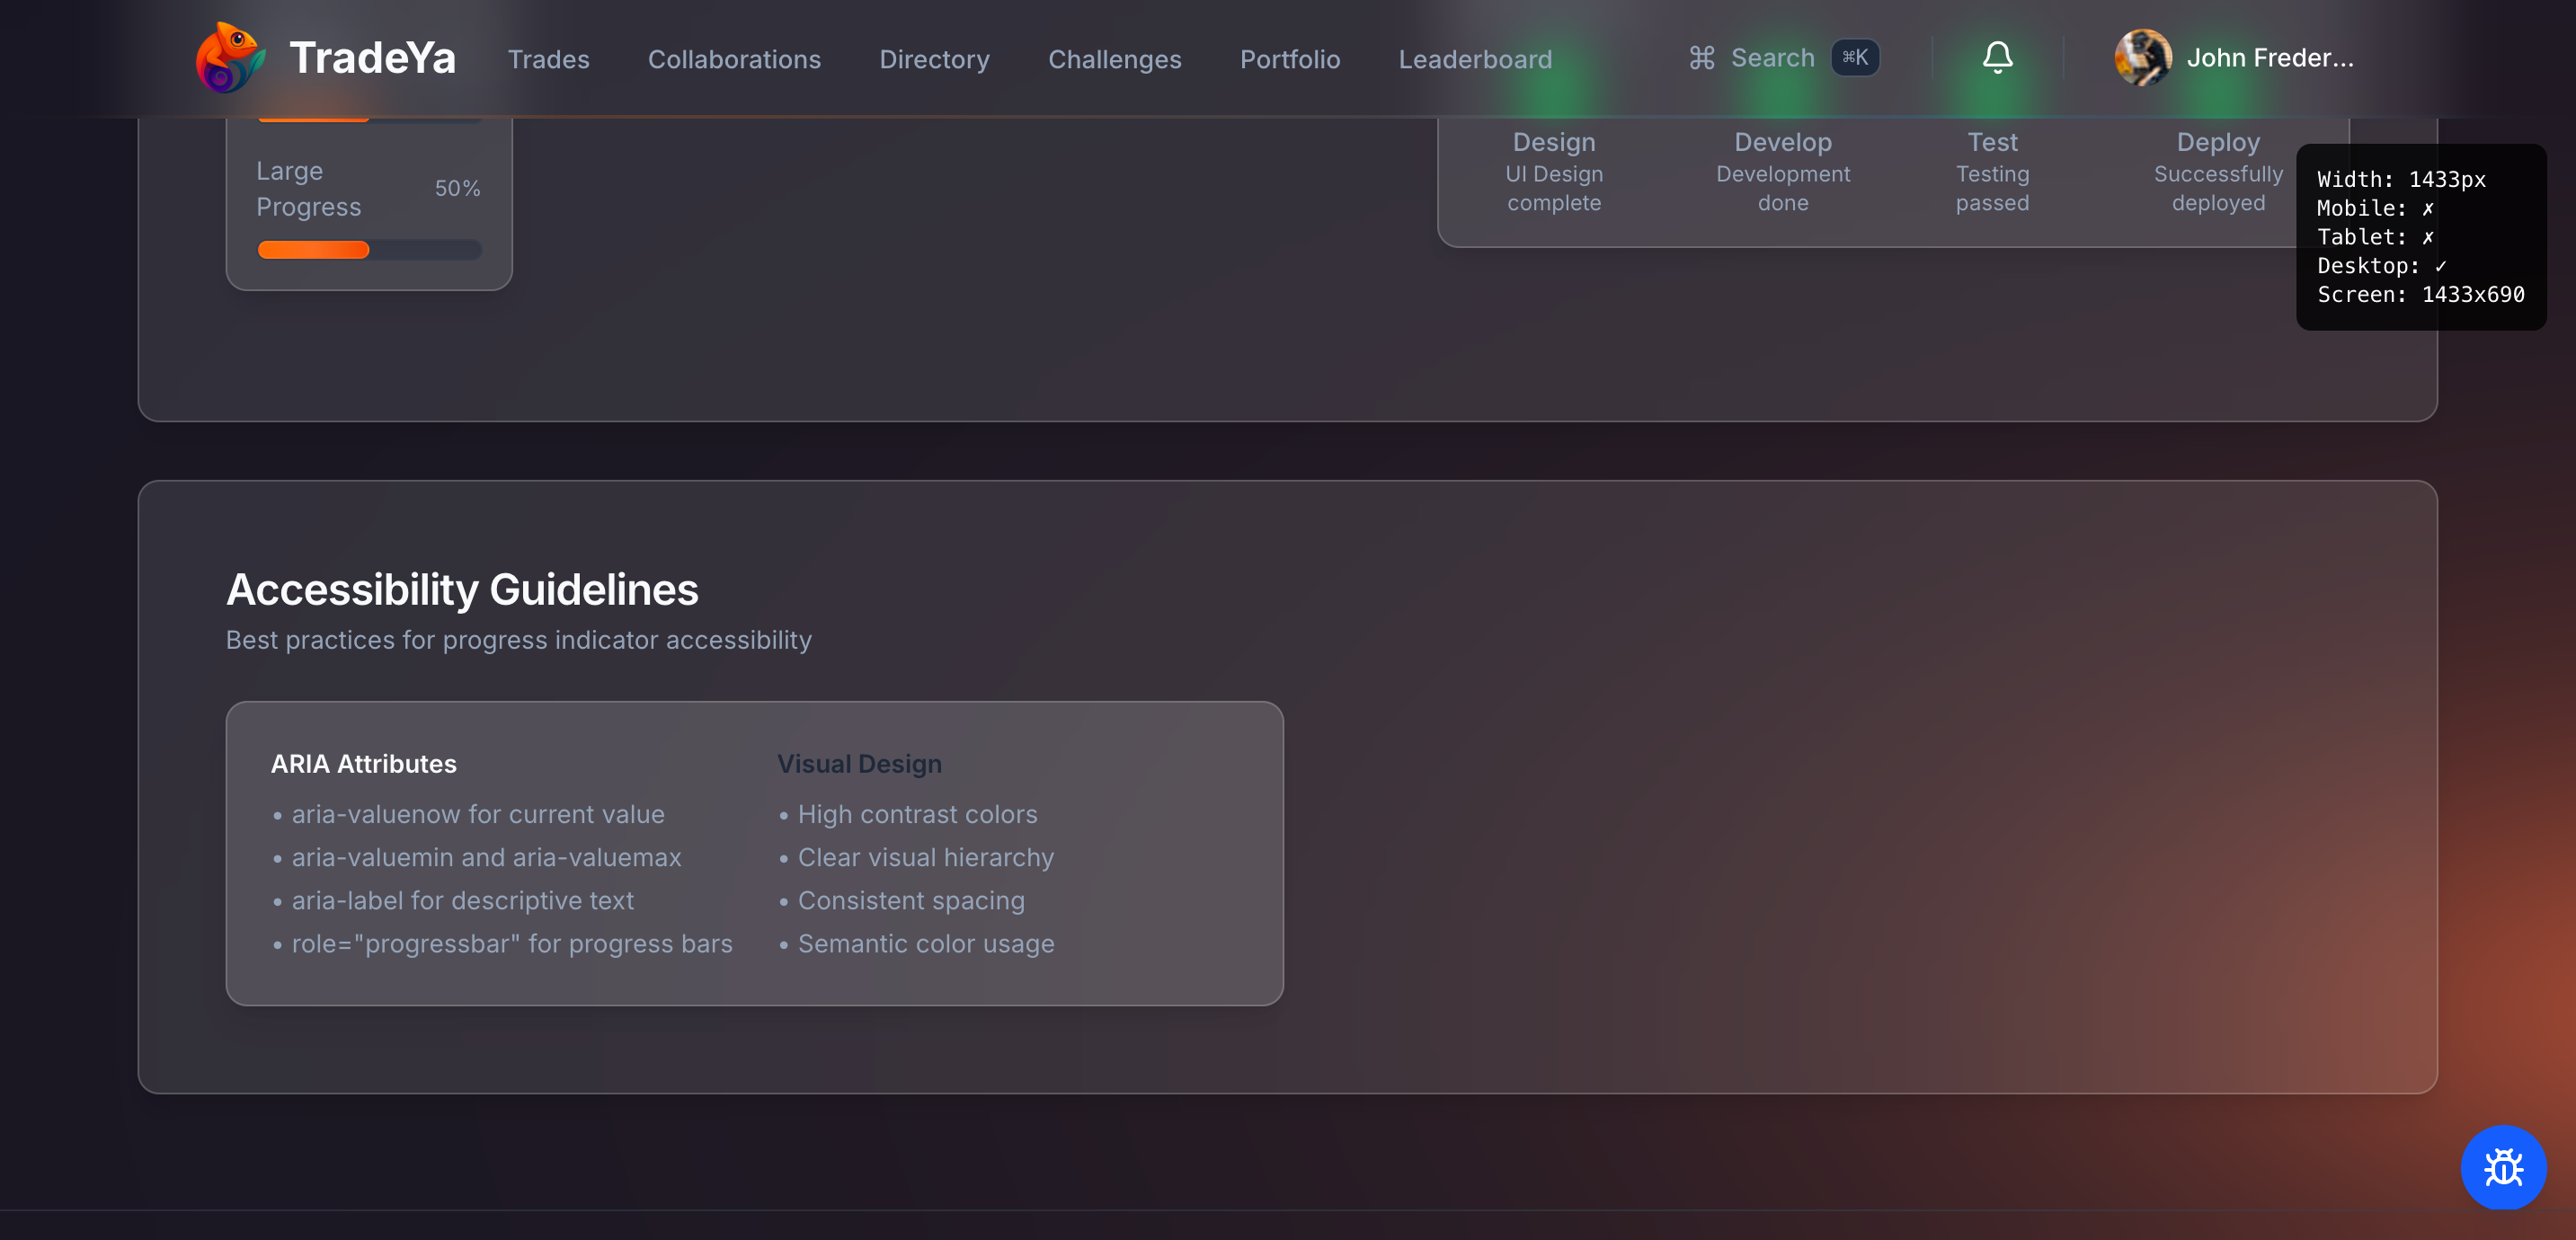 TradeYa
Trades
Collaborations
Directory
Challenges
Portfolio
Leaderboard
⌘ Search ⌘K
John Freder...
Large
Progress
50%
Design
UI Design
complete
Develop
Development
done
Test
Testing
passed
Deploy
Successfully
deployed
Width: 1433px
Mobile: ✗
Tablet: ✗
Desktop: ✓
Screen: 1433x690
Accessibility Guidelines
Best practices for progress indicator accessibility
ARIA Attributes
• aria-valuenow for current value
• aria-valuemin and aria-valuemax
• aria-label for descriptive text
• role="progressbar" for progress bars
Visual Design
• High contrast colors
• Clear visual hierarchy
• Consistent spacing
• Semantic color usage